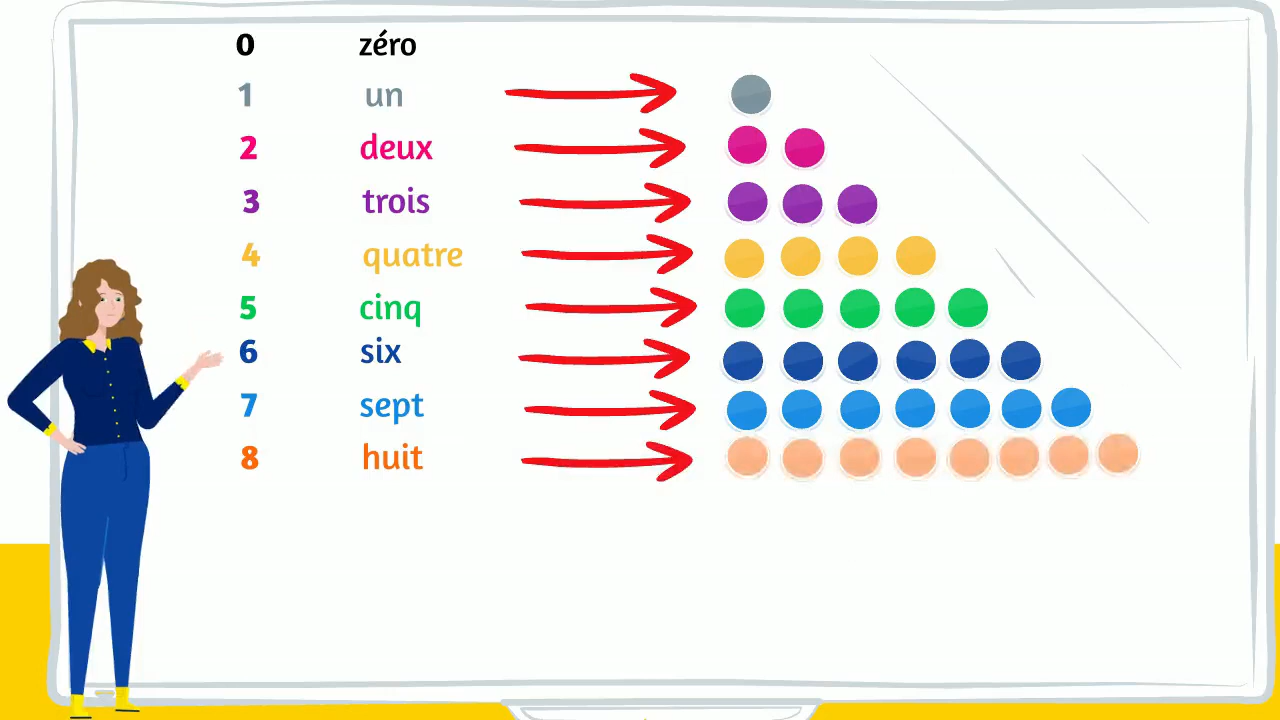 0 zéro
1 un
2 deux
3 trois
4 quatre
5 cinq
6 six
7 sept
8 huit